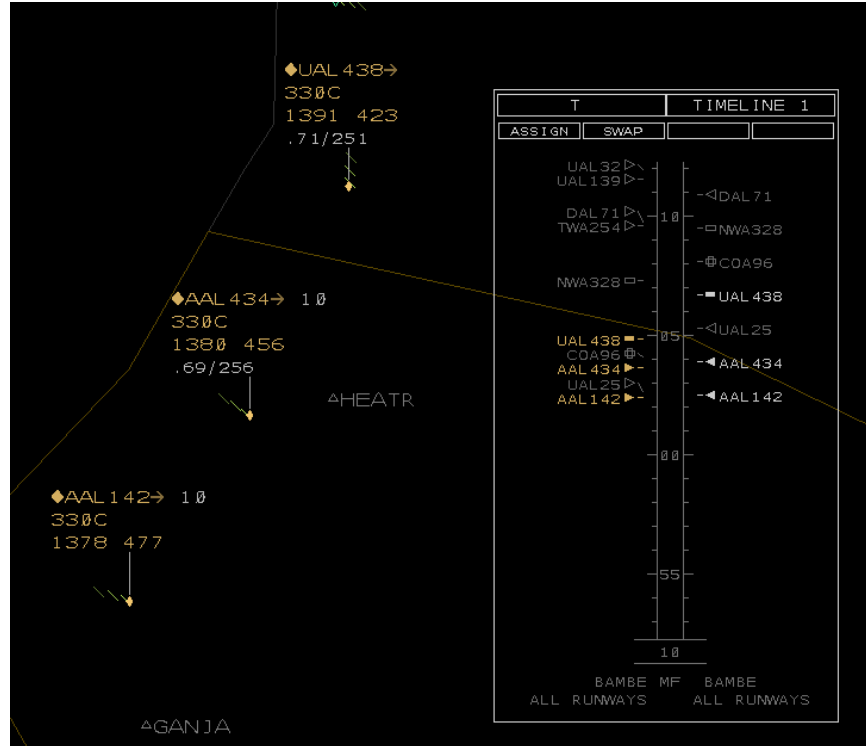 ◆UAL438→
330C
1391 423
.71/251
◆AAL434→ 10
330C
1380 456
.69/256
△HEATR
◆AAL142→ 10
330C
1378 477
△GANJA
T TIMELINE 1
ASSIGN SWAP
UAL32
UAL139
DAL71
DAL71
10
TWA254
NWA328
COA96
NWA328
UAL438
UAL25
05
UAL438
COA96
AAL434
AAL434
UAL25
AAL142
AAL142
00
55
10
BAMBE MF BAMBE
ALL RUNWAYS ALL RUNWAYS